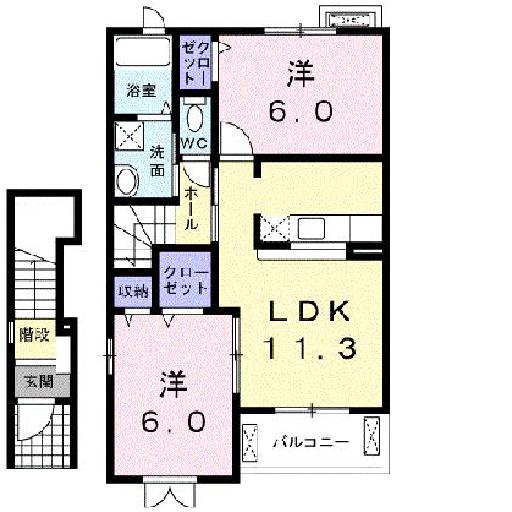 クロー
ゼット
洋
6.0
浴室
WC
洗
面
ホール
クロー
ゼット
収納
LDK
11.3
階段
洋
6.0
玄関
バルコニー